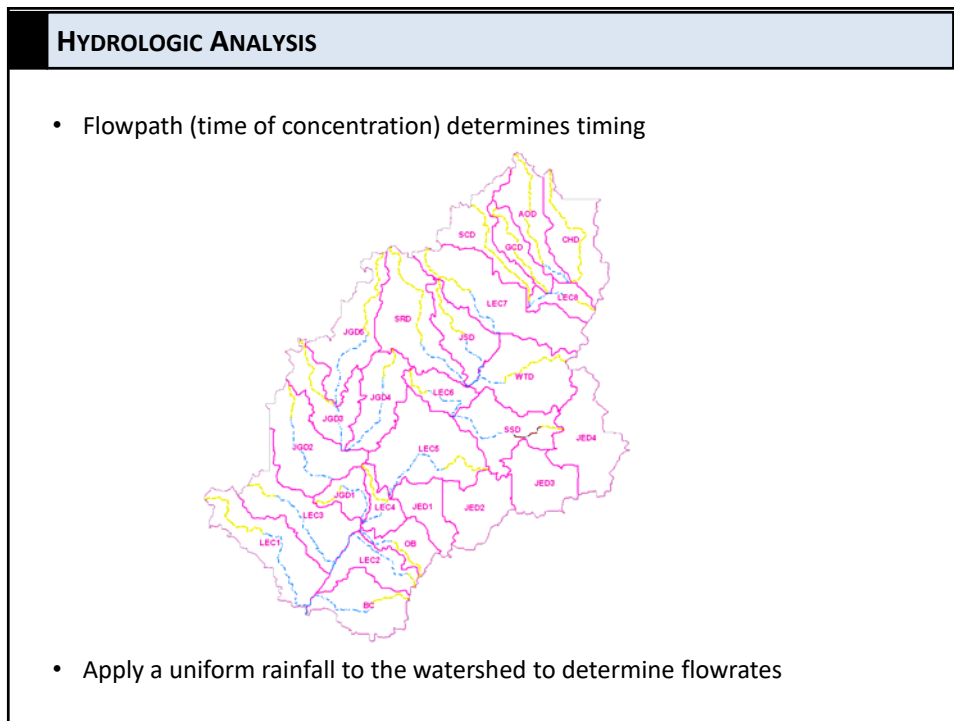 HYDROLOGIC ANALYSIS
• Flowpath (time of concentration) determines timing
AOD
SCD
GCD
CHD
LEC8
LEC7
JGD5
SRD
JSD
WTD
LEC6
JGD4
JGD3
SSD
JED4
JGD2
LEC5
JED3
JGD1
LEC4
JED1
JED2
LEC3
LEC1
OB
LEC2
BC
• Apply a uniform rainfall to the watershed to determine flowrates